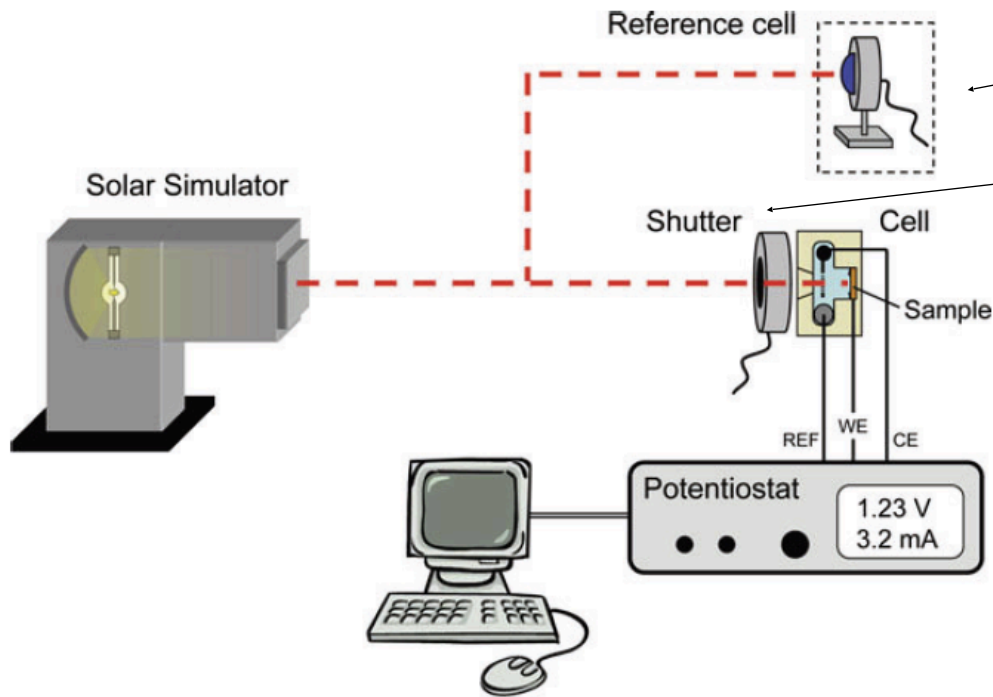 Reference cell
Solar Simulator
Shutter
Cell
Sample
REF
WE
CE
Potentiostat
1.23 V
3.2 mA